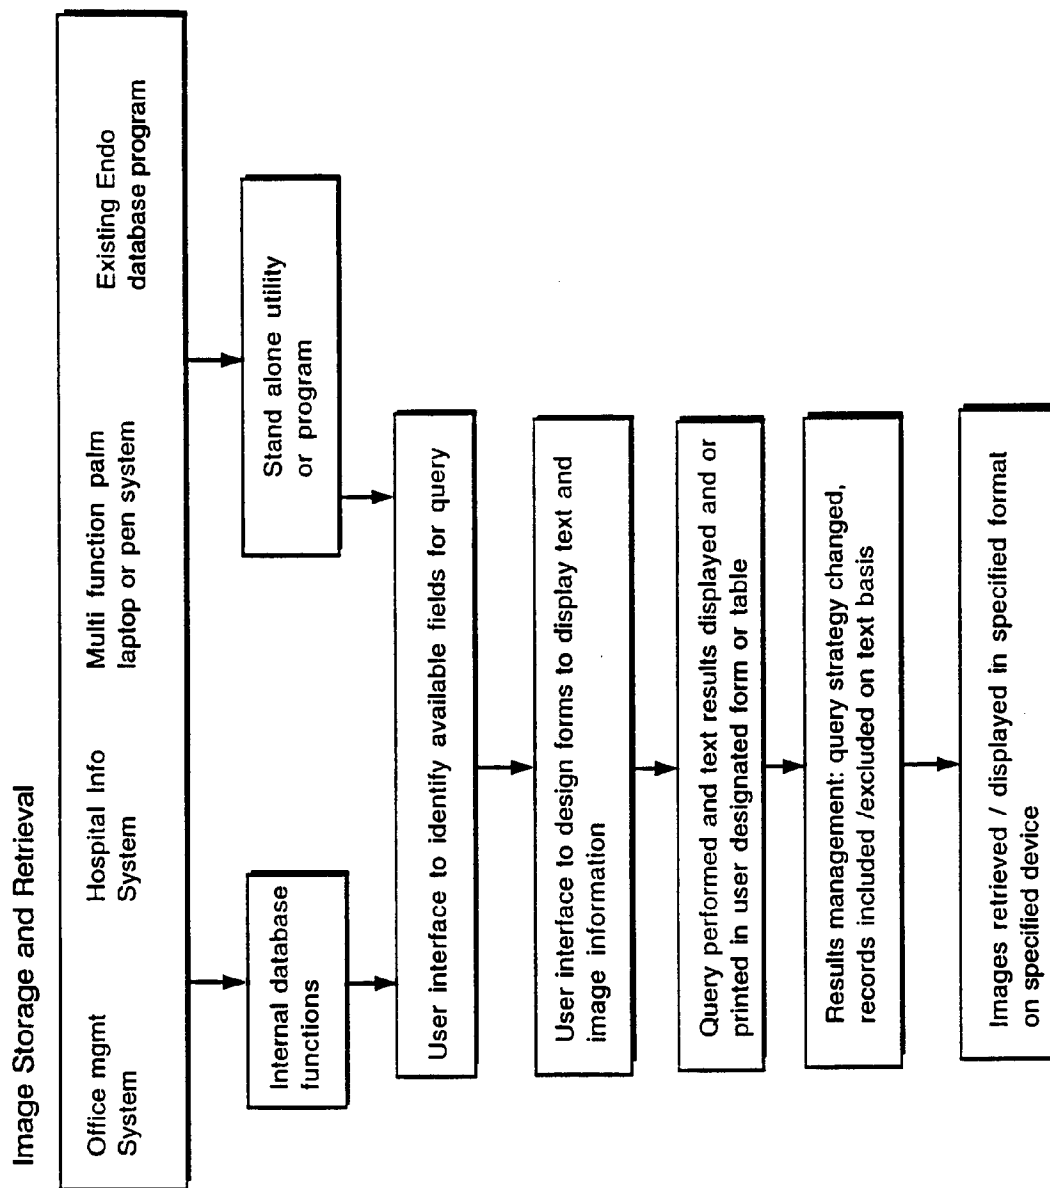 Image Storage and Retrieval
Office mgmt
System
Hospital Info
System
Multi function palm
laptop or pen system
Existing Endo
database program
Internal database
functions
Stand alone utility
or program
User interface to identify available fields for query
User interface to design forms to display text and
image information
Query performed and text results displayed and or
printed in user designated form or table
Results management: query strategy changed,
records included /excluded on text basis
Images retrieved / displayed in specified format
on specified device